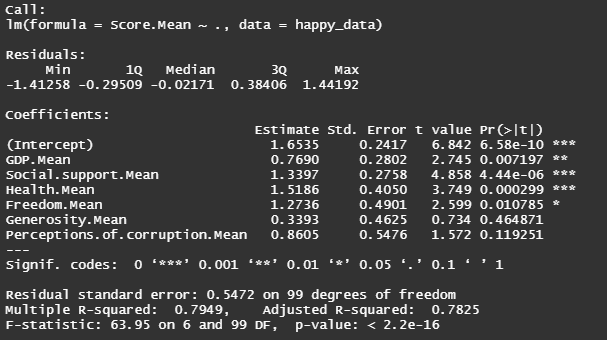 Call:
lm(formula = Score.Mean ~ ., data = happy_data)
Residuals:
Min 1Q Median 3Q Max
-1.41258 -0.29509 -0.02171 0.38406 1.44192
Coefficients:
Estimate Std. Error t value Pr(>|t|)
(Intercept) 1.6535 0.2417 6.842 6.58e-10 ***
GDP.Mean 0.7690 0.2802 2.745 0.007197 **
Social.support.Mean 1.3397 0.2758 4.858 4.44e-06 ***
Health.Mean 1.5186 0.4050 3.749 0.000299 ***
Freedom.Mean 1.2736 0.4901 2.599 0.010785 *
Generosity.Mean 0.3393 0.4625 0.734 0.464871
Perceptions.of.corruption.Mean 0.8605 0.5476 1.572 0.119251
---
Signif. codes: 0 ‘***’ 0.001 ‘**’ 0.01 ‘*’ 0.05 ‘.’ 0.1 ‘ ’ 1
Residual standard error: 0.5472 on 99 degrees of freedom
Multiple R-squared: 0.7949, Adjusted R-squared: 0.7825
F-statistic: 63.95 on 6 and 99 DF, p-value: < 2.2e-16